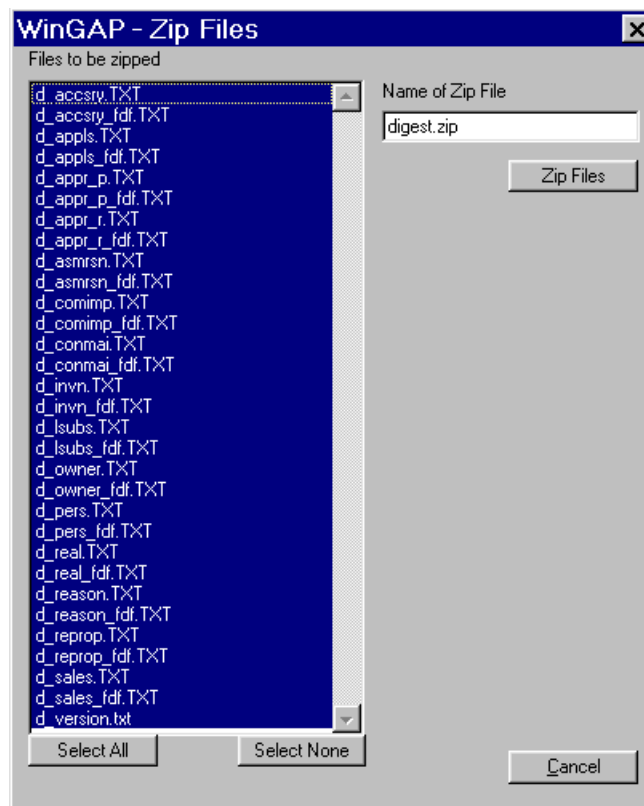 WinGAP - Zip Files
Files to be zipped
d_accsry.TXT
d_accsry_fdf.TXT
d_appls.TXT
d_appls_fdf.TXT
d_appr_p.TXT
d_appr_p_fdf.TXT
d_appr_r.TXT
d_appr_r_fdf.TXT
d_asmrsn.TXT
d_asmrsn_fdf.TXT
d_comimp.TXT
d_comimp_fdf.TXT
d_conmai.TXT
d_conmai_fdf.TXT
d_invn.TXT
d_invn_fdf.TXT
d_lsubs.TXT
d_lsubs_fdf.TXT
d_owner.TXT
d_owner_fdf.TXT
d_pers.TXT
d_pers_fdf.TXT
d_real.TXT
d_real_fdf.TXT
d_reason.TXT
d_reason_fdf.TXT
d_reprop.TXT
d_reprop_fdf.TXT
d_sales.TXT
d_sales_fdf.TXT
d_version.txt
Select All
Select None
Name of Zip File
digest.zip
Zip Files
Cancel